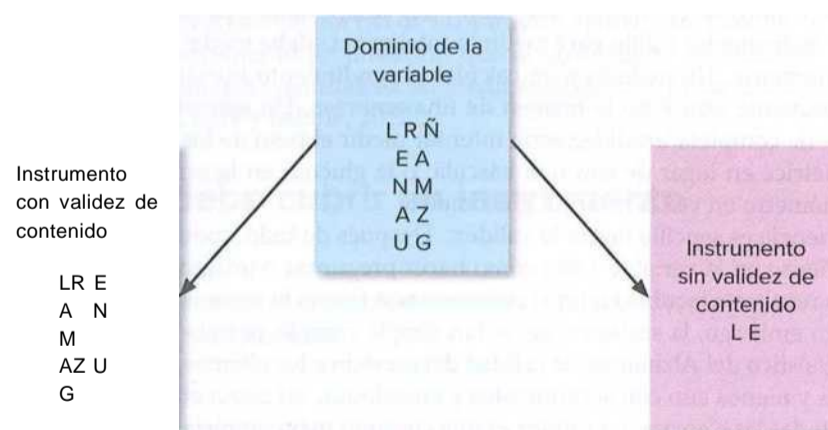 Dominio de la
variable
L R Ñ
E A
N M
A Z
U G
Instrumento
con validez de
contenido
LR E
A N
M
AZ U
G
Instrumento
sin validez de
contenido
L E